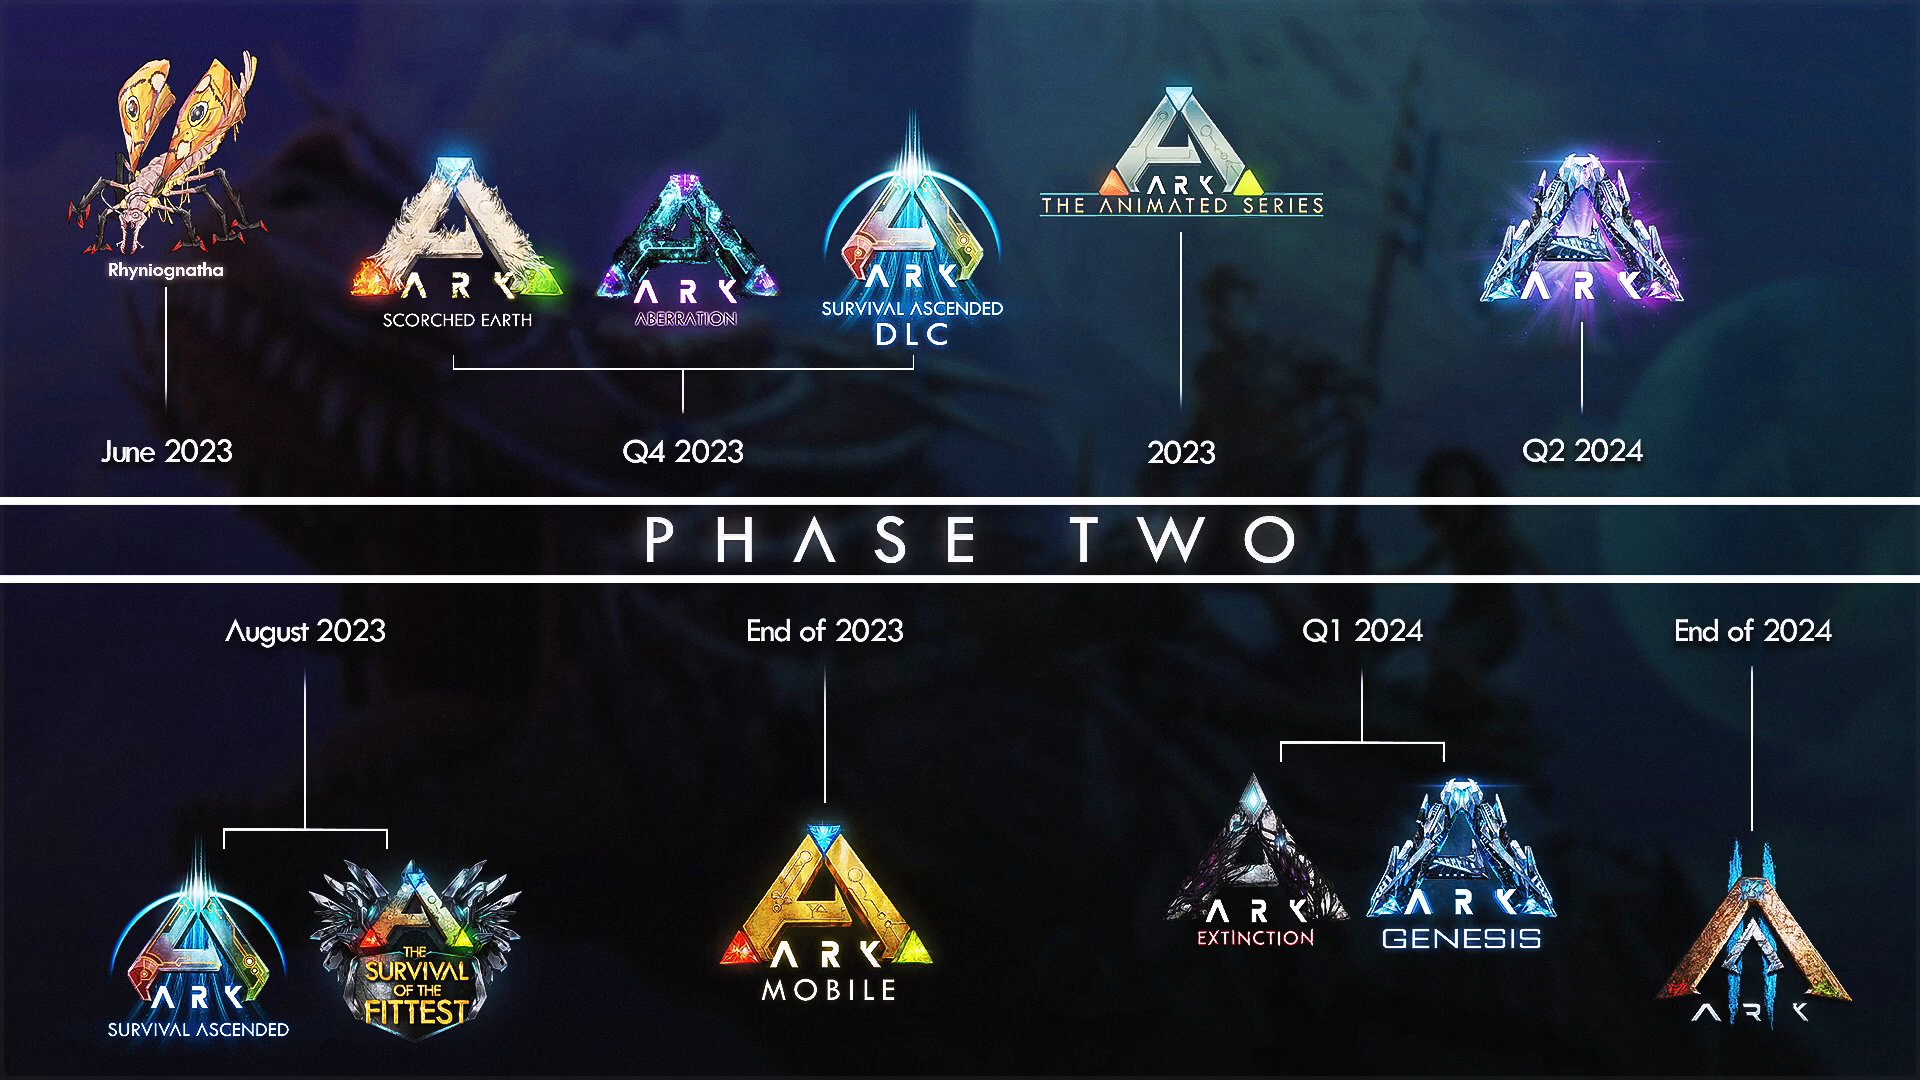 Rhyniognatha
June 2023
ARK
SCORCHED EARTH
ARK
ABERRATION
ARK
SURVIVAL ASCENDED
DLC
Q4 2023
ARK
THE ANIMATED SERIES
2023
ARK
Q2 2024
PHASE TWO
August 2023
ARK
SURVIVAL ASCENDED
THE
SURVIVAL
OF THE
FITTEST
End of 2023
ARK
MOBILE
Q1 2024
ARK
EXTINCTION
ARK
GENESIS
End of 2024
ARK